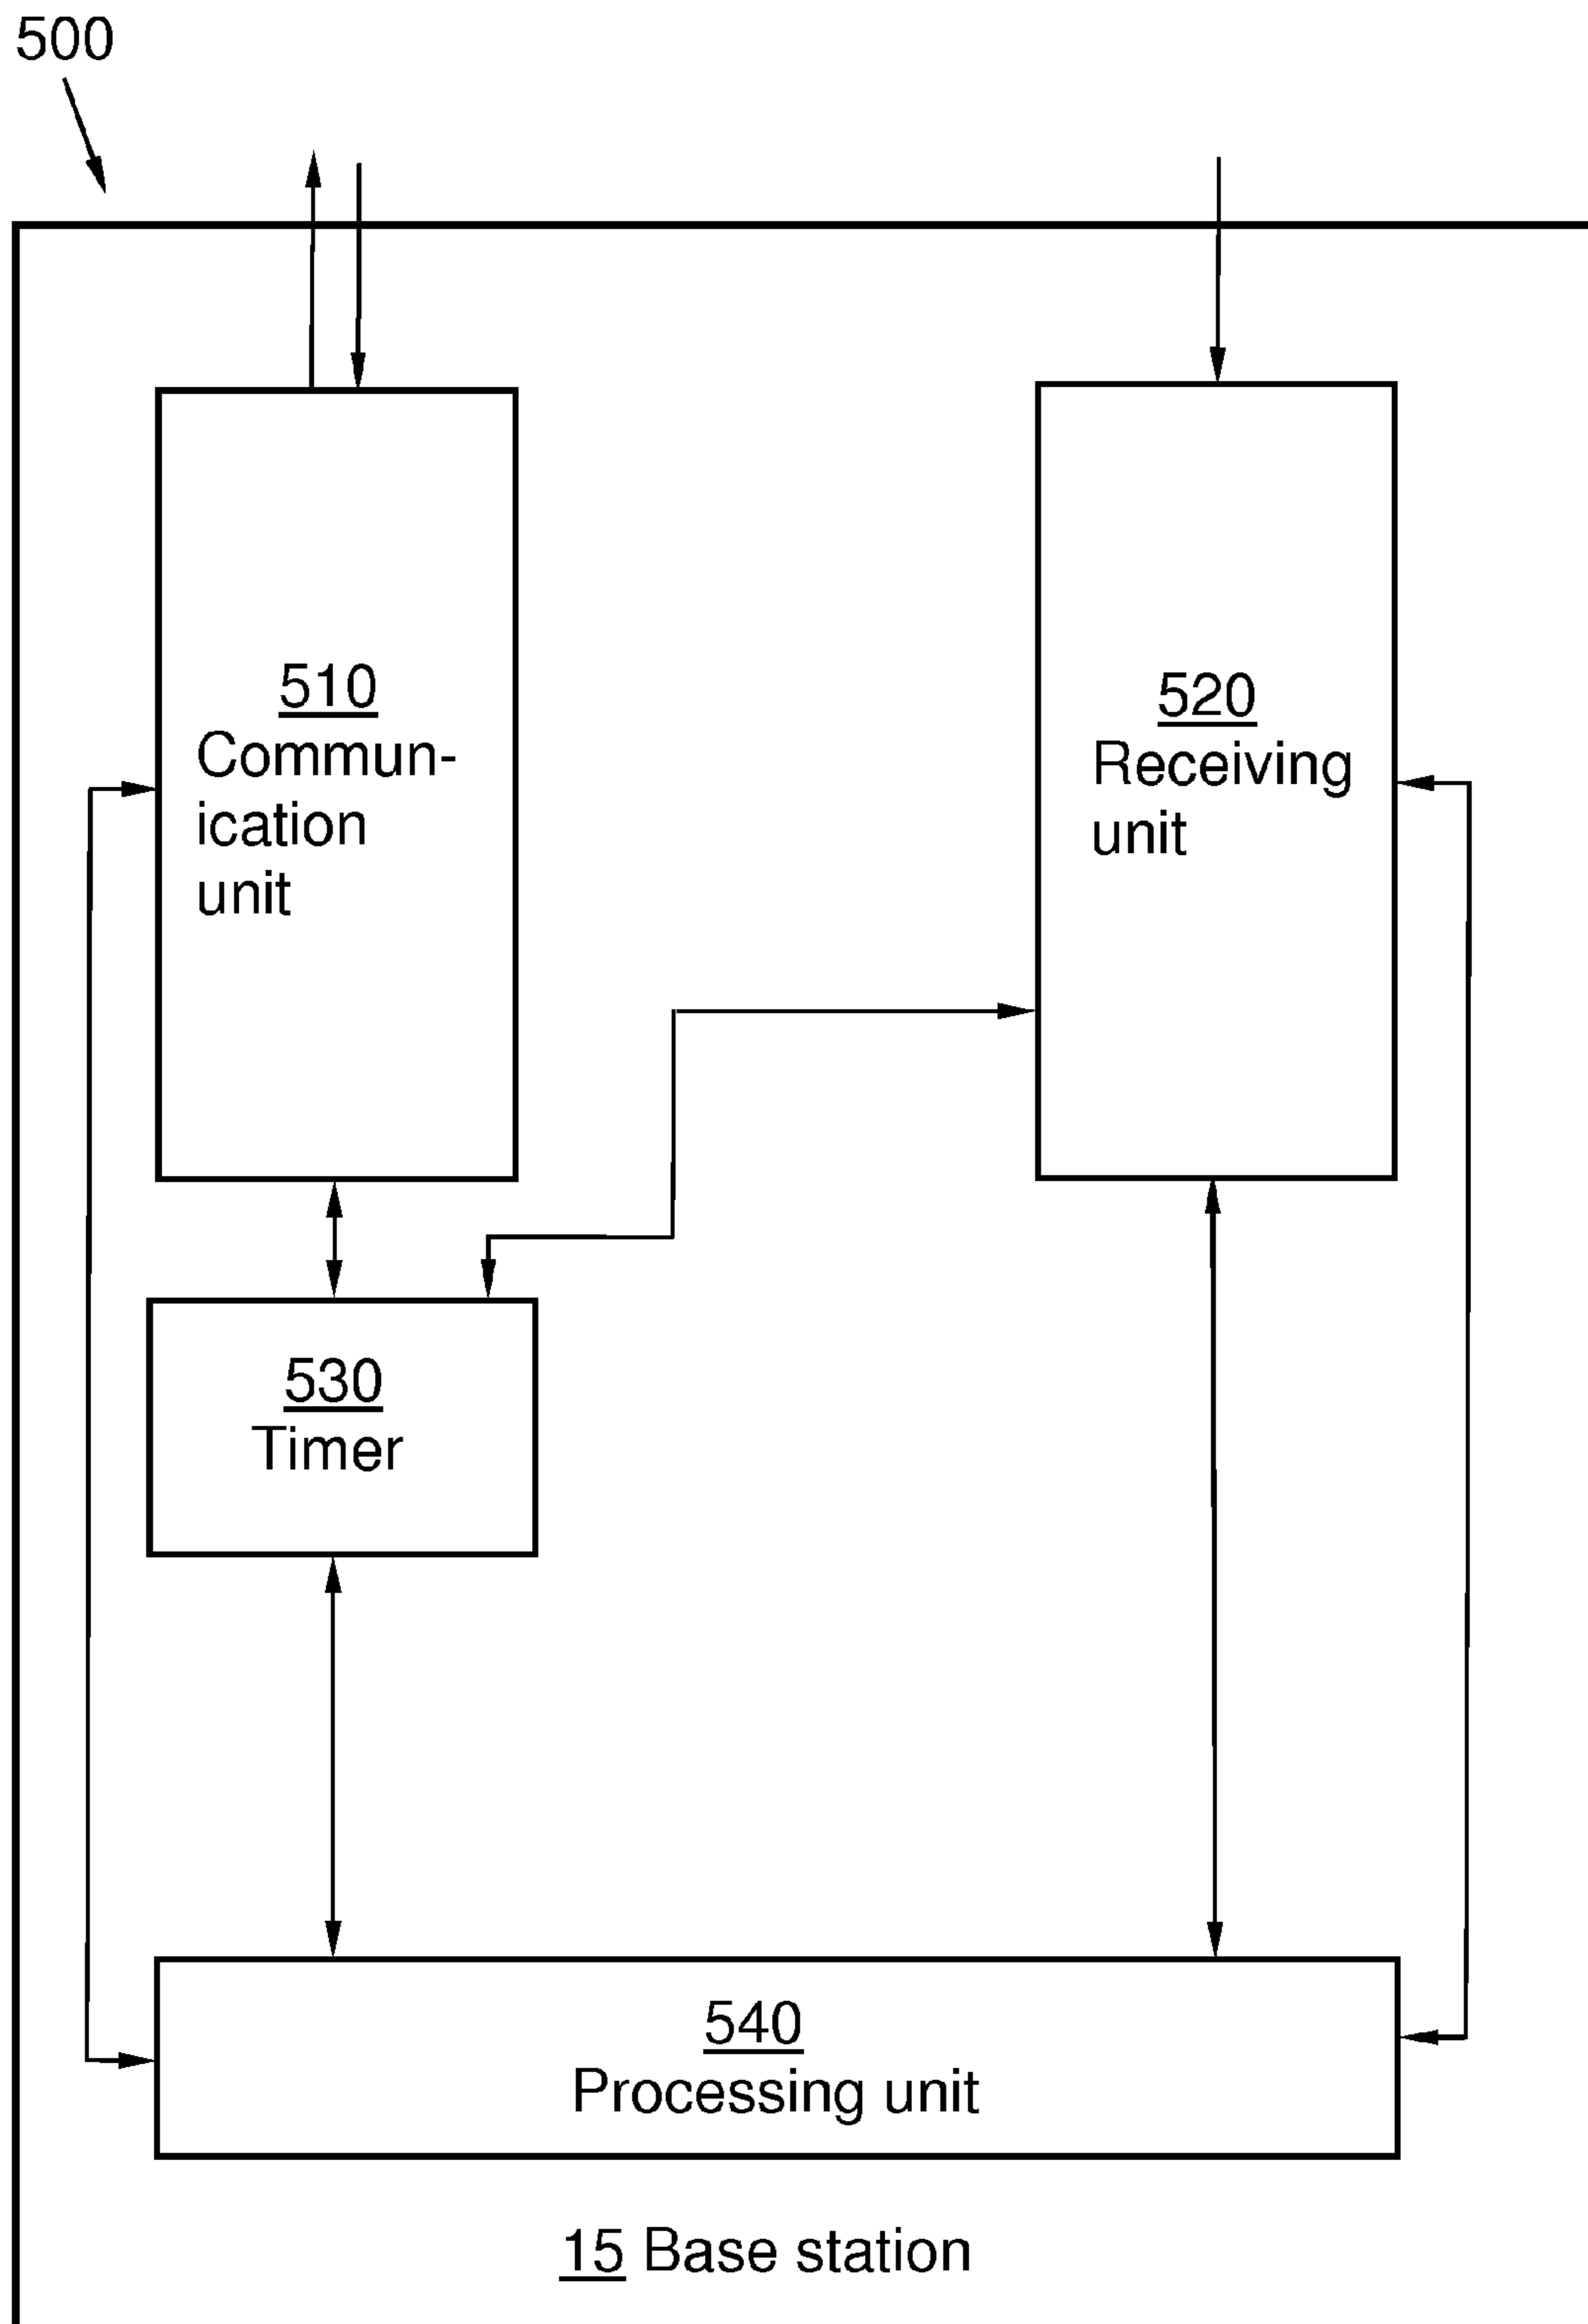 500
510
Commun-
ication
unit
520
Receiving
unit
530
Timer
540
Processing unit
15 Base station